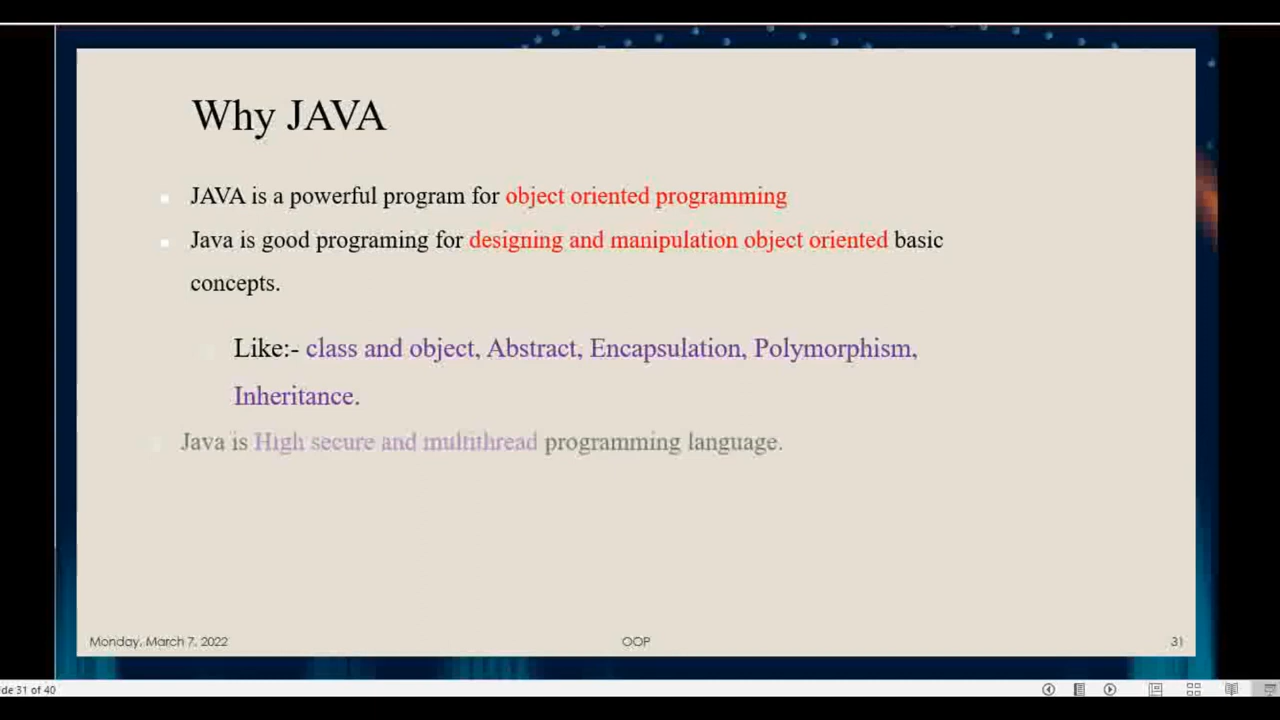 Why JAVA
JAVA is a powerful program for object oriented programming
Java is good programing for designing and manipulation object oriented basic
concepts.
Like:- class and object, Abstract, Encapsulation, Polymorphism,
Inheritance.
Java is High secure and multithread programming language.
Monday, March 7, 2022
OOP
31
de 31 of 40